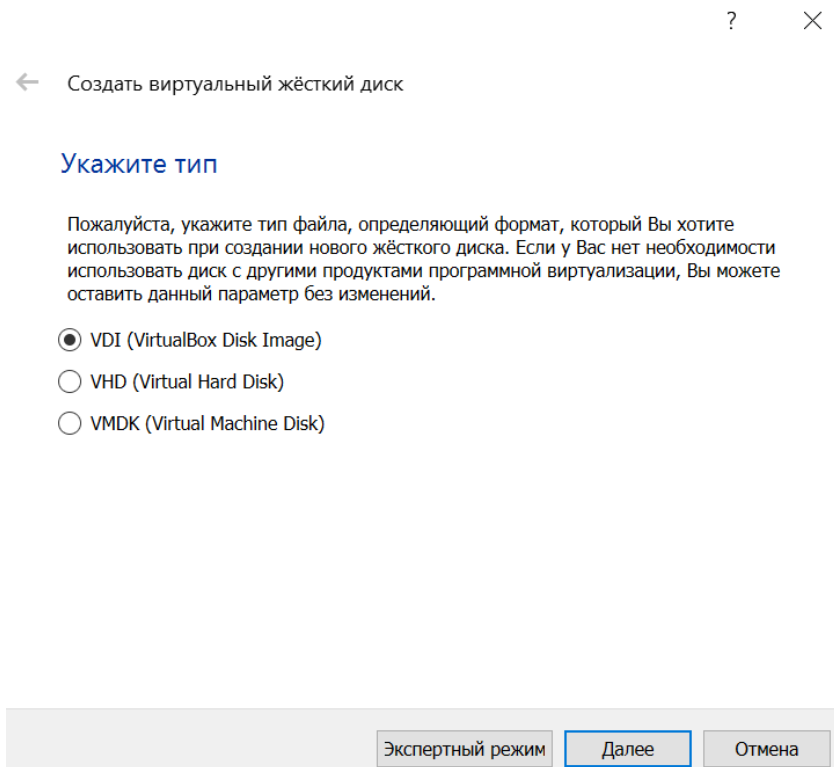 ?
Создать виртуальный жёсткий диск
Укажите тип
Пожалуйста, укажите тип файла, определяющий формат, который Вы хотите
использовать при создании нового жёсткого диска. Если у Вас нет необходимости
использовать диск с другими продуктами программной виртуализации, Вы можете
оставить данный параметр без изменений.
VDI (VirtualBox Disk Image)
VHD (Virtual Hard Disk)
VMDK (Virtual Machine Disk)
Экспертный режим Далее Отмена